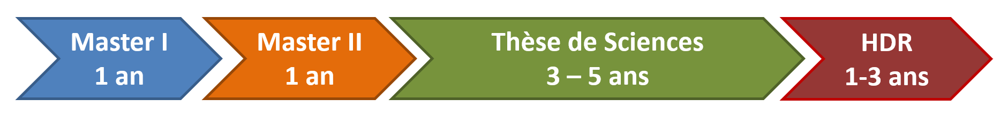 Master I
1 an
Master II
1 an
Thèse de Sciences
3 – 5 ans
HDR
1-3 ans